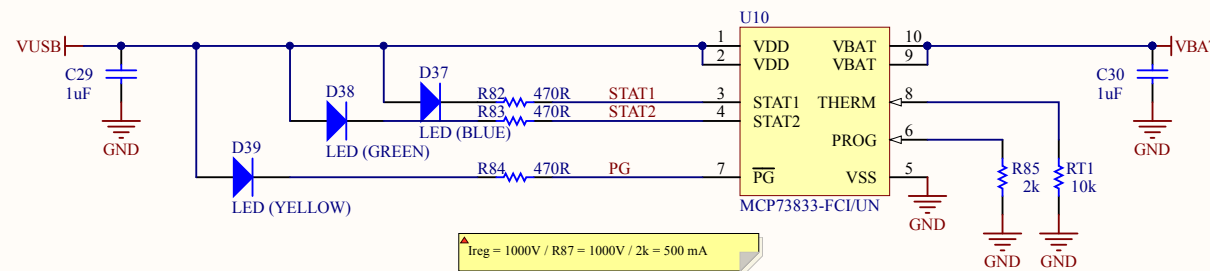 U10
VUSB
1
VDD
VBAT
10
VBAT
2
VDD
VBAT
9
C29
1uF
D37
D38
R82
470R
STAT1
3
STAT1
THERM
8
C30
1uF
R83
470R
STAT2
4
STAT2
LED (BLUE)
LED (GREEN)
PROG
6
GND
GND
D39
R84
470R
PG
7
PG
VSS
5
R85
2k
RT1
10k
LED (YELLOW)
MCP73833-FCI/UN
GND
GND
GND
Ireg = 1000V / R87 = 1000V / 2k = 500 mA